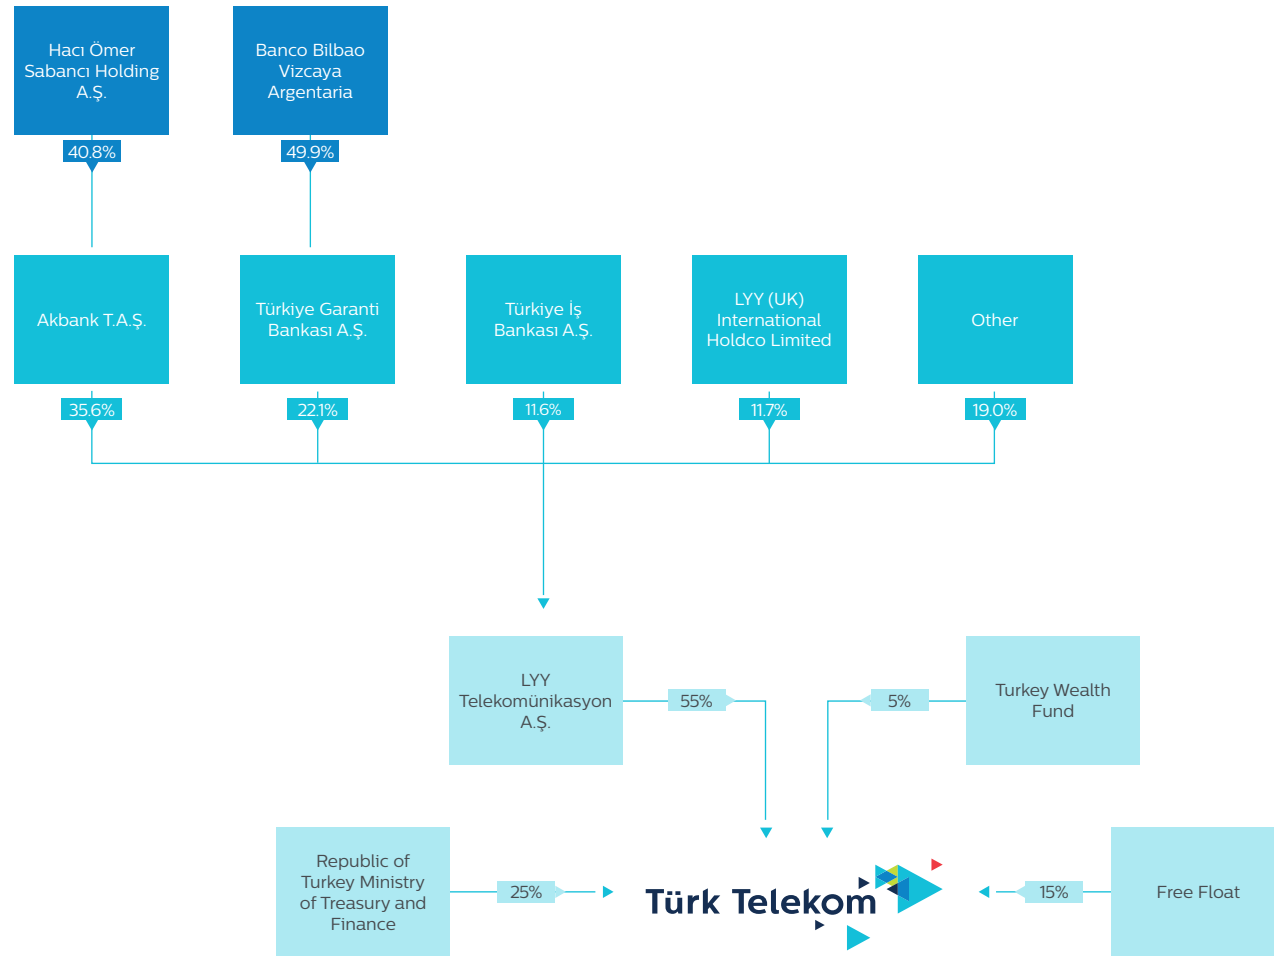 Hacı Ömer
Sabancı Holding
A.Ş.
Banco Bilbao
Vizcaya
Argentaria
40.8%
49.9%
Akbank T.A.Ş.
Türkiye Garanti
Bankası A.Ş.
Türkiye İş
Bankası A.Ş.
LYY (UK)
International
Holdco Limited
Other
35.6%
22.1%
11.6%
11.7%
19.0%
LYY
Telekomünikasyon
A.Ş.
55%
5%
Turkey Wealth
Fund
Republic of
Turkey Ministry
of Treasury and
Finance
25%
Türk Telekom
15%
Free Float